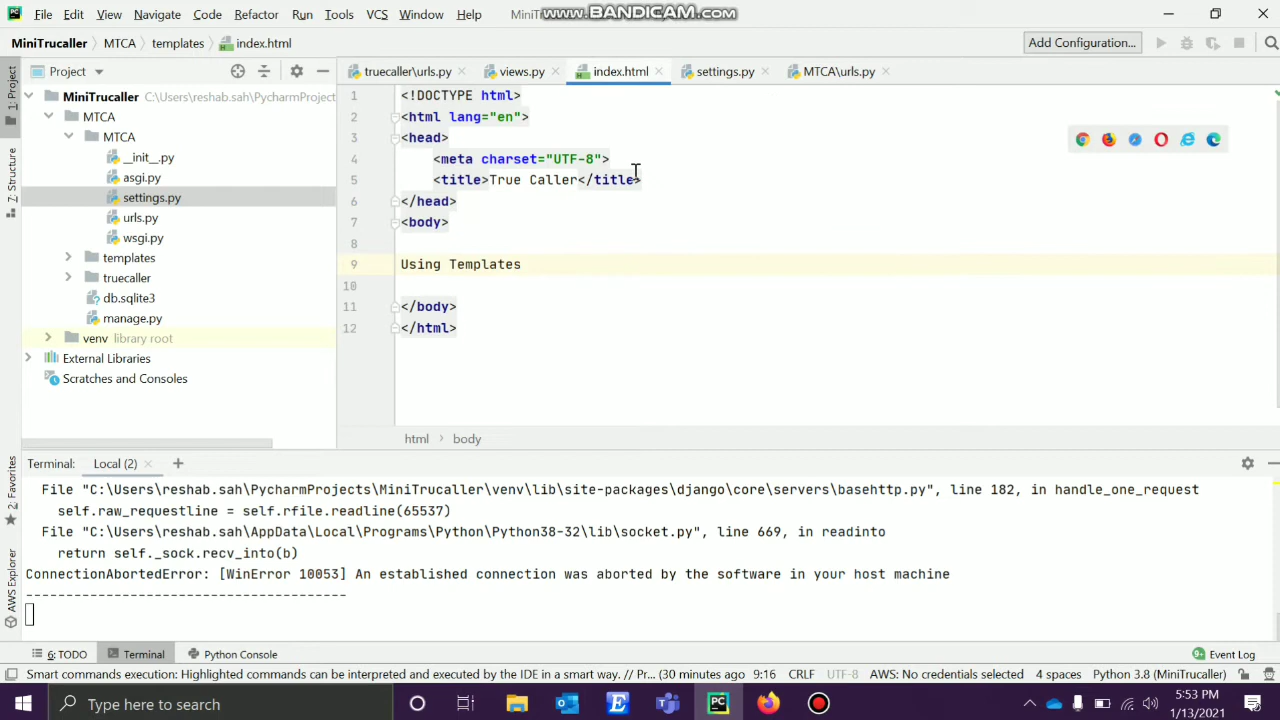 File Edit View Navigate Code Refactor Run Tools VCS Window Help Mini
www.BANDICAM.com
MiniTrucaller MTCA templates index.html Add Configuration...
Project
truecaller\urls.py views.py index.html settings.py MTCA\urls.py
1: Project
Z: Structure
2: Favorites
AWS Explorer
MiniTrucaller C:\Users\reshab.sah\PycharmProject
MTCA
MTCA
__init__.py
asgi.py
settings.py
urls.py
wsgi.py
templates
truecaller
db.sqlite3
manage.py
venv library root
External Libraries
Scratches and Consoles
1 <!DOCTYPE html>
2 <html lang="en">
3 <head>
4 <meta charset="UTF-8">
5 <title>True Caller</title>
6 </head>
7 <body>
8
9 Using Templates
10
11 </body>
12 </html>
html › body
Terminal: Local (2) +
File "C:\Users\reshab.sah\PycharmProjects\MiniTrucaller\venv\lib\site-packages\django\core\servers\basehttp.py", line 182, in handle_one_request
self.raw_requestline = self.rfile.readline(65537)
File "C:\Users\reshab.sah\AppData\Local\Programs\Python\Python38-32\lib\socket.py", line 669, in readinto
return self._sock.recv_into(b)
ConnectionAbortedError: [WinError 10053] An established connection was aborted by the software in your host machine
----------------------------------------
6: TODO Terminal Python Console 9+ Event Log
Smart commands execution: Highlighted commands can be interpreted and executed by the IDE in a smart way. // Pr... (30 minutes ago) 9:16 CRLF UTF-8 AWS: No credentials selected 4 spaces Python 3.8 (MiniTrucaller)
Type here to search
5:53 PM
1/13/2021